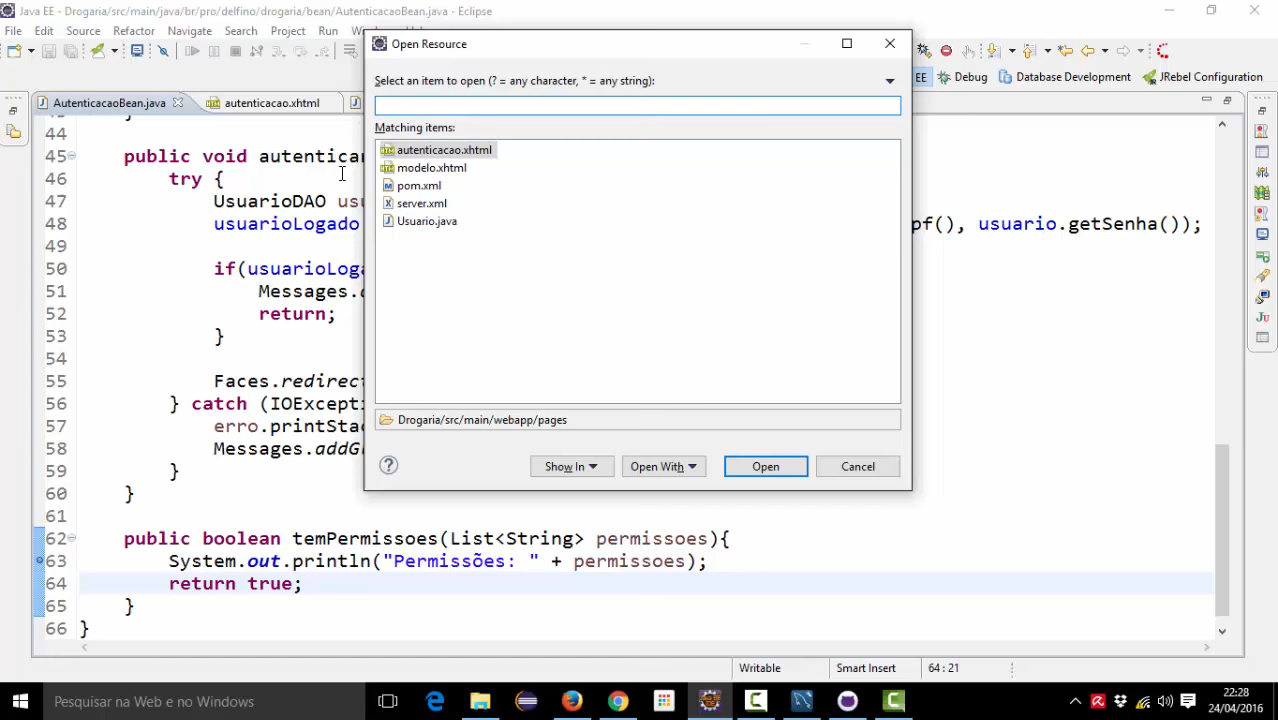 Java EE - Drogaria/src/main/java/br/pro/delfino/drogaria/bean/AutenticacaoBean.java - Eclipse
File Edit Source Refactor Navigate Search Project Run
EE Debug Database Development JRebel Configuration
AutenticacaoBean.java autenticacao.xhtml
Open Resource
Select an item to open (? = any character, * = any string):
Matching items:
autenticacao.xhtml
modelo.xhtml
pom.xml
server.xml
Usuario.java
Drogaria/src/main/webapp/pages
Show In Open With Open Cancel
44
45 public void autentica
46 try {
47 UsuarioDAO usu
48 usuarioLogado pf(), usuario.getSenha());
49
50 if(usuarioLoga
51 Messages.
52 return;
53 }
54
55 Faces.redirect
56 } catch (IOExcepti
57 erro.printSta
58 Messages.addG
59 }
60 }
61
62 public boolean temPermissoes(List<String> permissoes){
63 System.out.println("Permissões: " + permissoes);
64 return true;
65 }
66 }
Writable Smart Insert 64 : 21
Pesquisar na Web e no Windows
22:28
24/04/2016